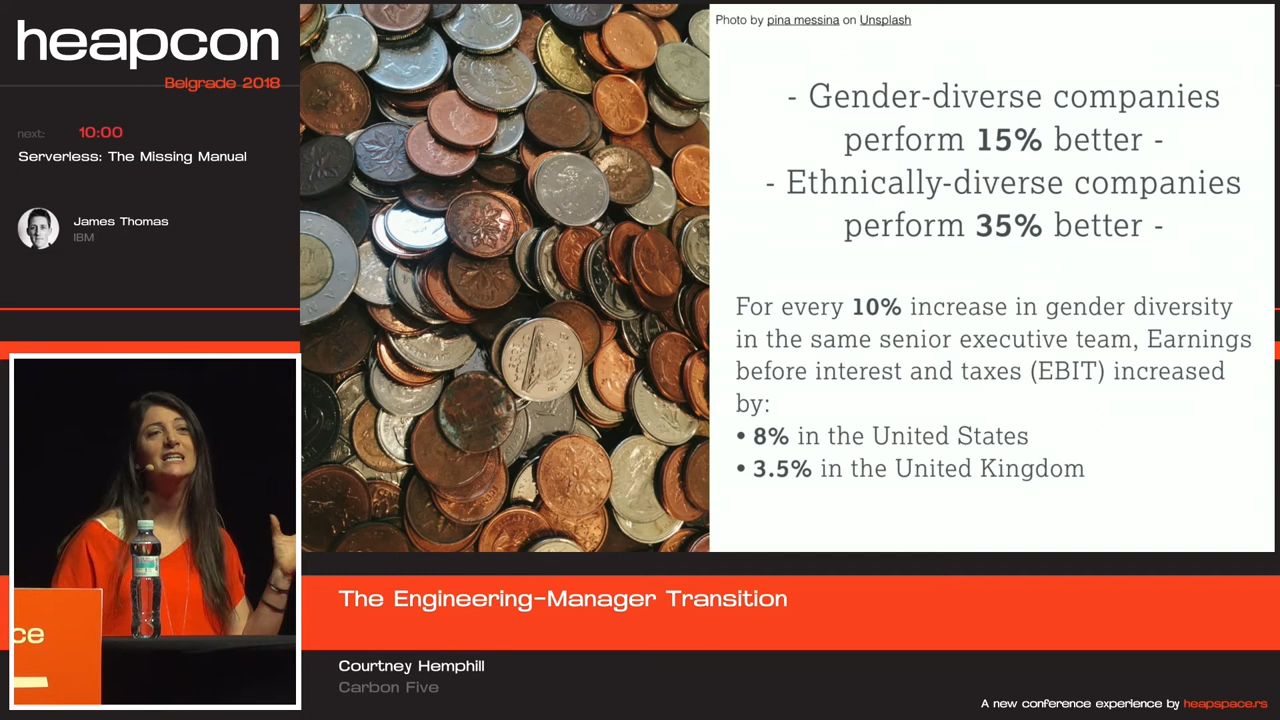 heapcon
Belgrade 2018
next: 10:00
Serverless: The Missing Manual
James Thomas
IBM
Photo by pina messina on Unsplash
- Gender-diverse companies
perform 15% better -
- Ethnically-diverse companies
perform 35% better -
For every 10% increase in gender diversity
in the same senior executive team, Earnings
before interest and taxes (EBIT) increased
by:
• 8% in the United States
• 3.5% in the United Kingdom
ce
The Engineering-Manager Transition
Courtney Hemphill
Carbon Five
A new conference experience by heapspace.rs